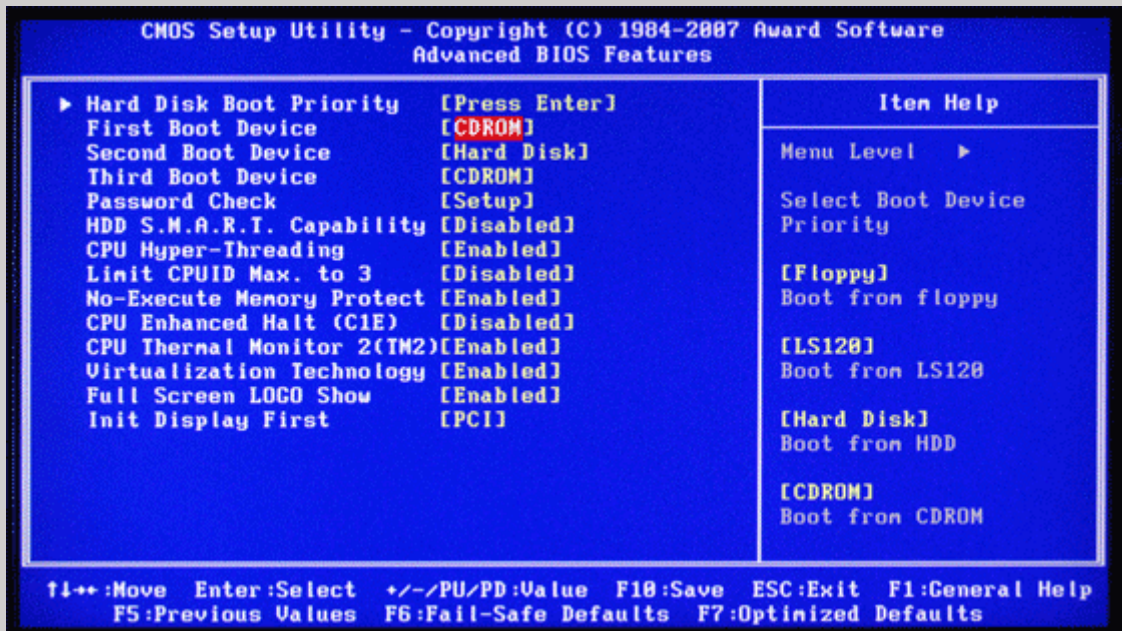 CMOS Setup Utility - Copyright (C) 1984-2007 Award Software
Advanced BIOS Features
▶ Hard Disk Boot Priority [Press Enter]
First Boot Device [CDROM]
Second Boot Device [Hard Disk]
Third Boot Device [CDROM]
Password Check [Setup]
HDD S.M.A.R.T. Capability [Disabled]
CPU Hyper-Threading [Enabled]
Limit CPUID Max. to 3 [Disabled]
No-Execute Memory Protect [Enabled]
CPU Enhanced Halt (C1E) [Disabled]
CPU Thermal Monitor 2(TM2)[Enabled]
Virtualization Technology [Enabled]
Full Screen LOGO Show [Enabled]
Init Display First [PCI]
Item Help
Menu Level ▶
Select Boot Device
Priority
[Floppy]
Boot from floppy
[LS120]
Boot from LS120
[Hard Disk]
Boot from HDD
[CDROM]
Boot from CDROM
↑↓→←:Move Enter:Select +/-/PU/PD:Value F10:Save ESC:Exit F1:General Help
F5:Previous Values F6:Fail-Safe Defaults F7:Optimized Defaults